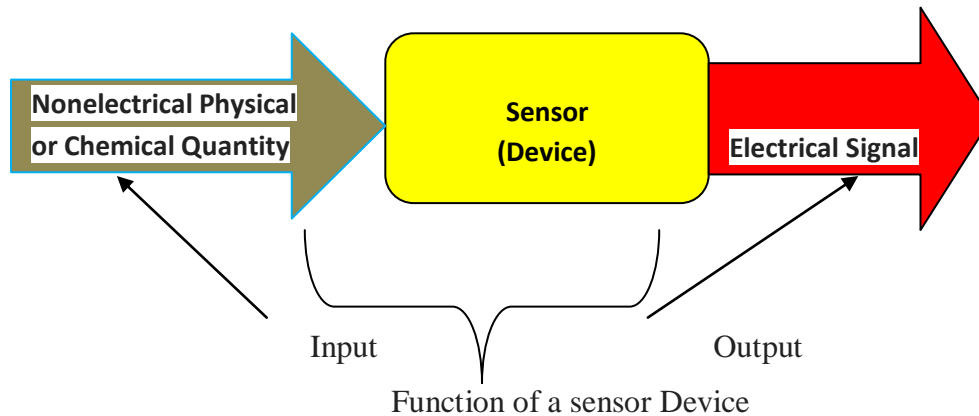 Nonelectrical Physical
or Chemical Quantity
Sensor
(Device)
Electrical Signal
Input
Output
Function of a sensor Device